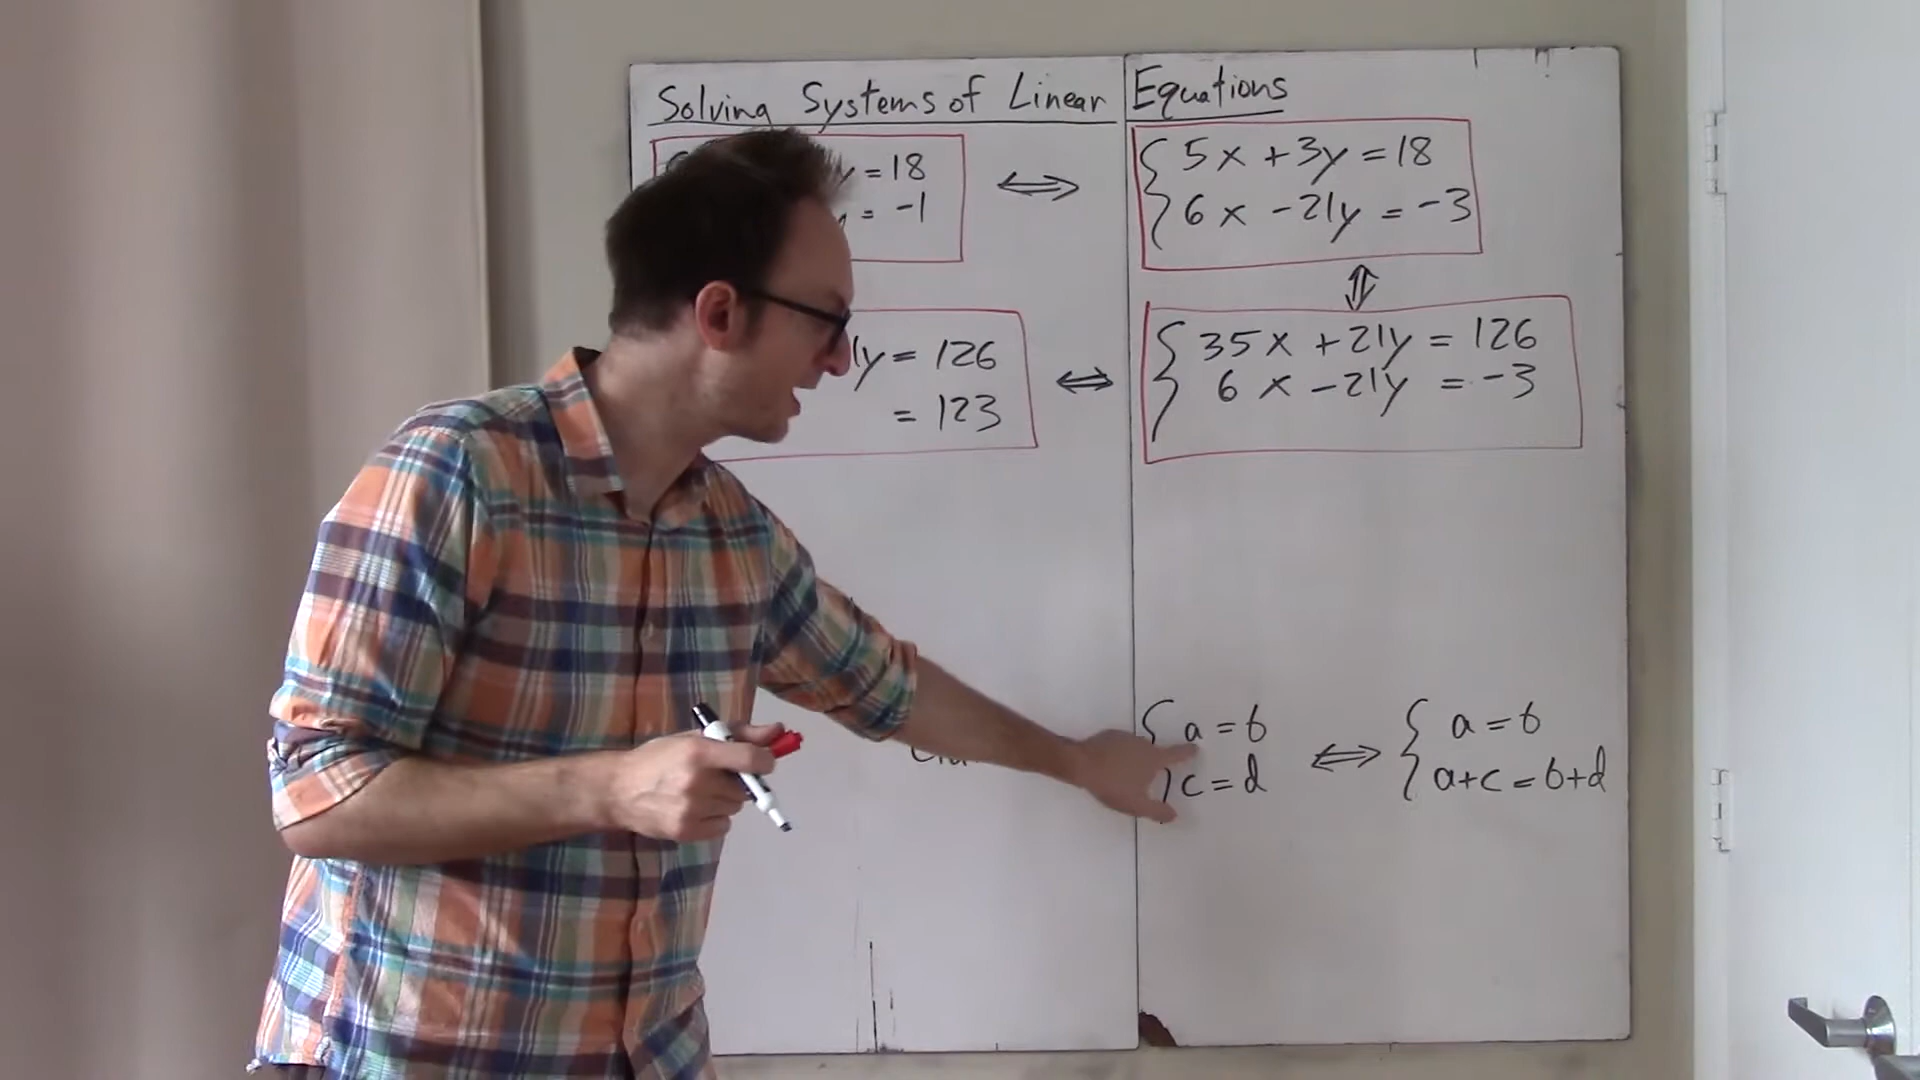 Solving Systems of Linear Equations
y = 18
= -1
⟺
5x + 3y = 18
6x - 21y = -3
⇕
1y = 126
= 123
⟺
35x + 21y = 126
6x - 21y = -3
a = b
c = d
⟺
a = b
a+c = b+d